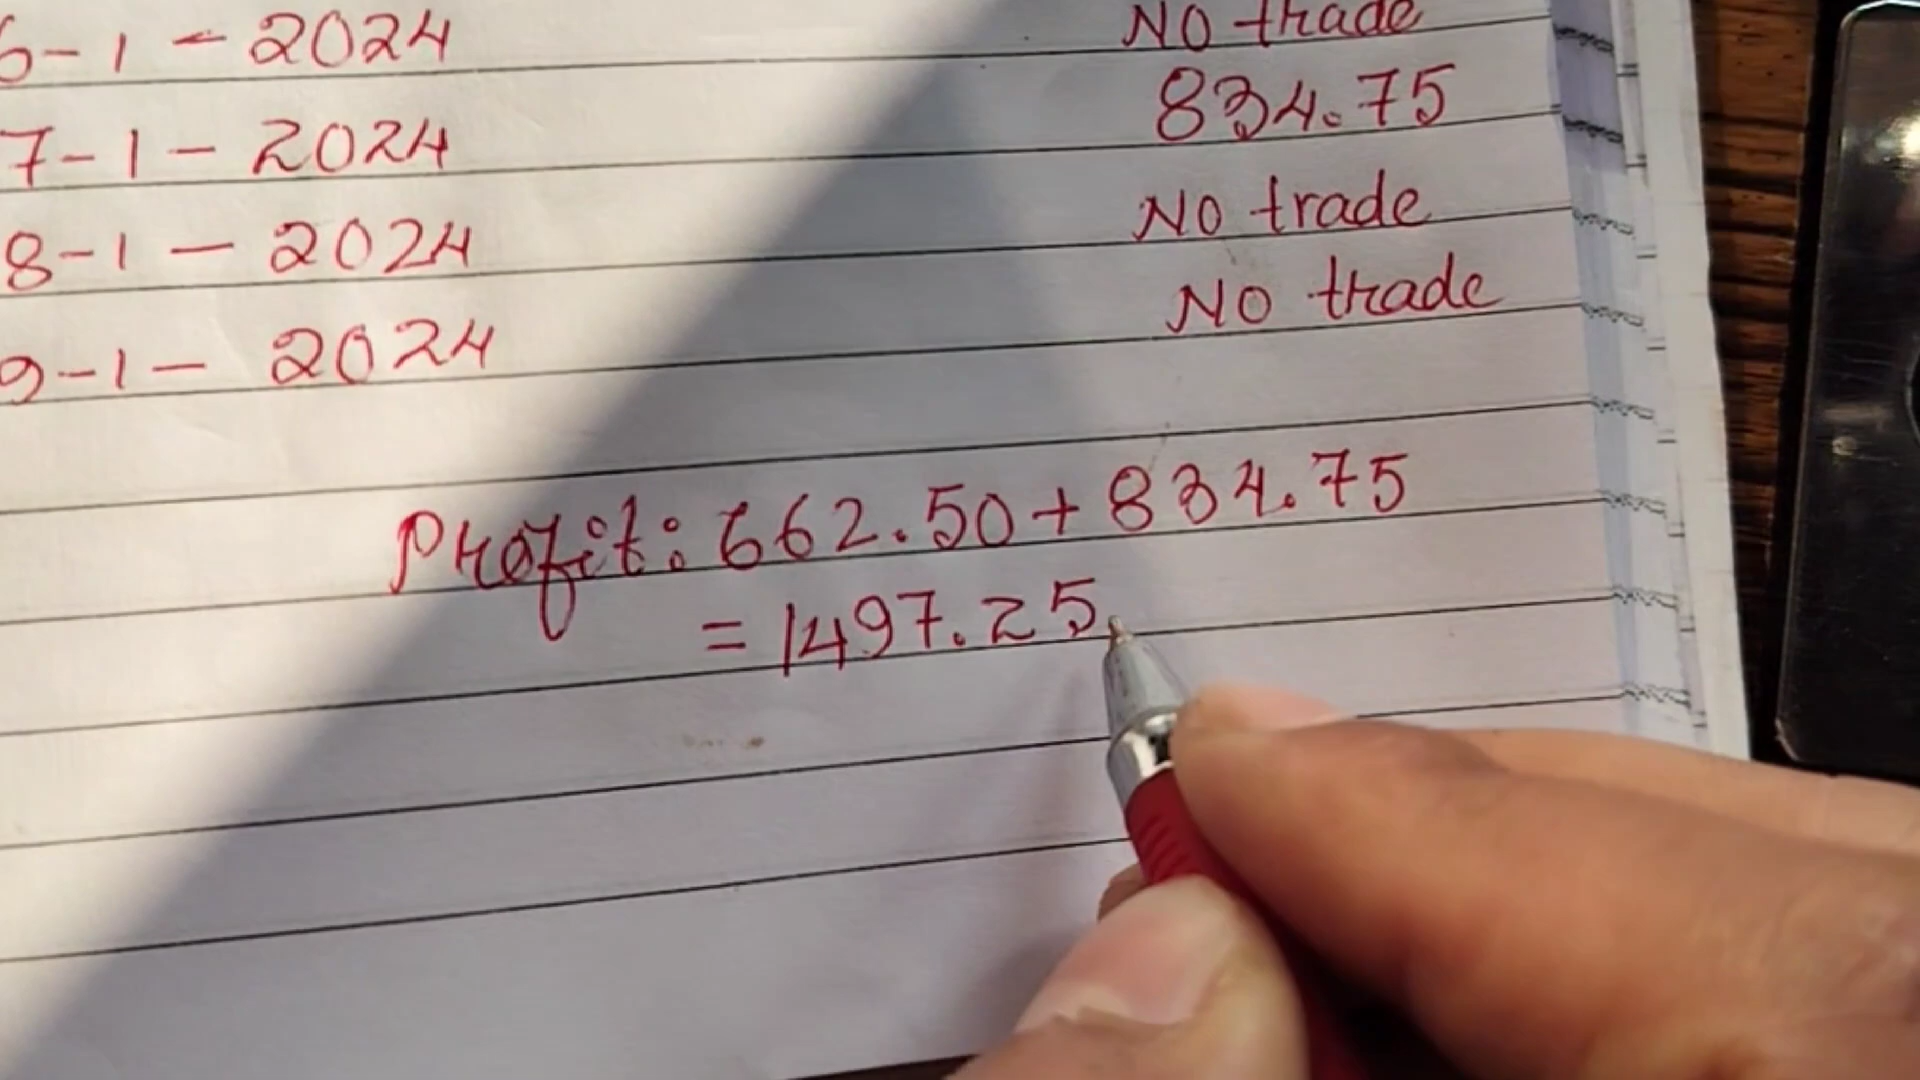 6-1-2024 No trade
7-1-2024 834.75
8-1-2024 No trade
9-1-2024 No trade
Profit: 662.50+834.75
=1497.25